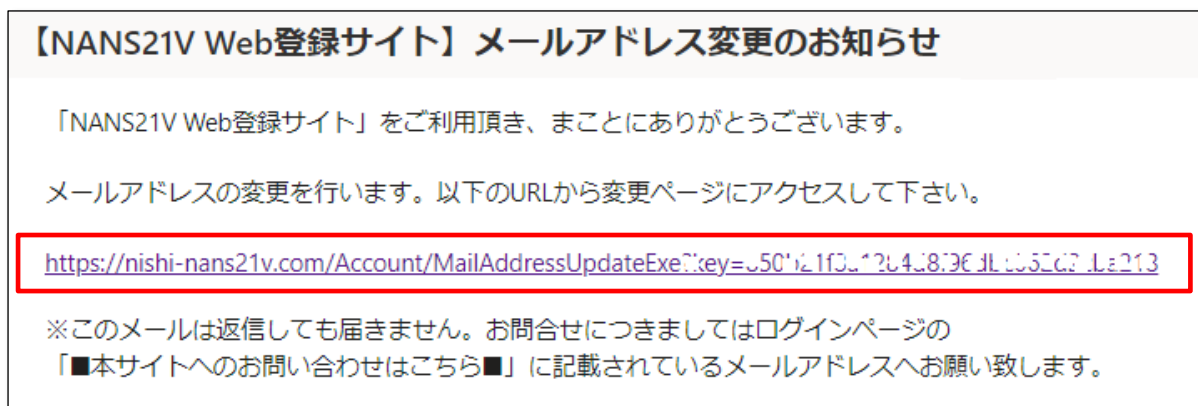 【NANS21V Web登録サイト】メールアドレス変更のお知らせ
「NANS21V Web登録サイト」をご利用頂き、まことにありがとうございます。
メールアドレスの変更を行います。以下のURLから変更ページにアクセスして下さい。
https://nishi-nans21v.com/Account/MailAddressUpdateExe?key=
※このメールは返信しても届きません。お問合せにつきましてはログインページの
「■本サイトへのお問い合わせはこちら■」に記載されているメールアドレスへお願い致します。